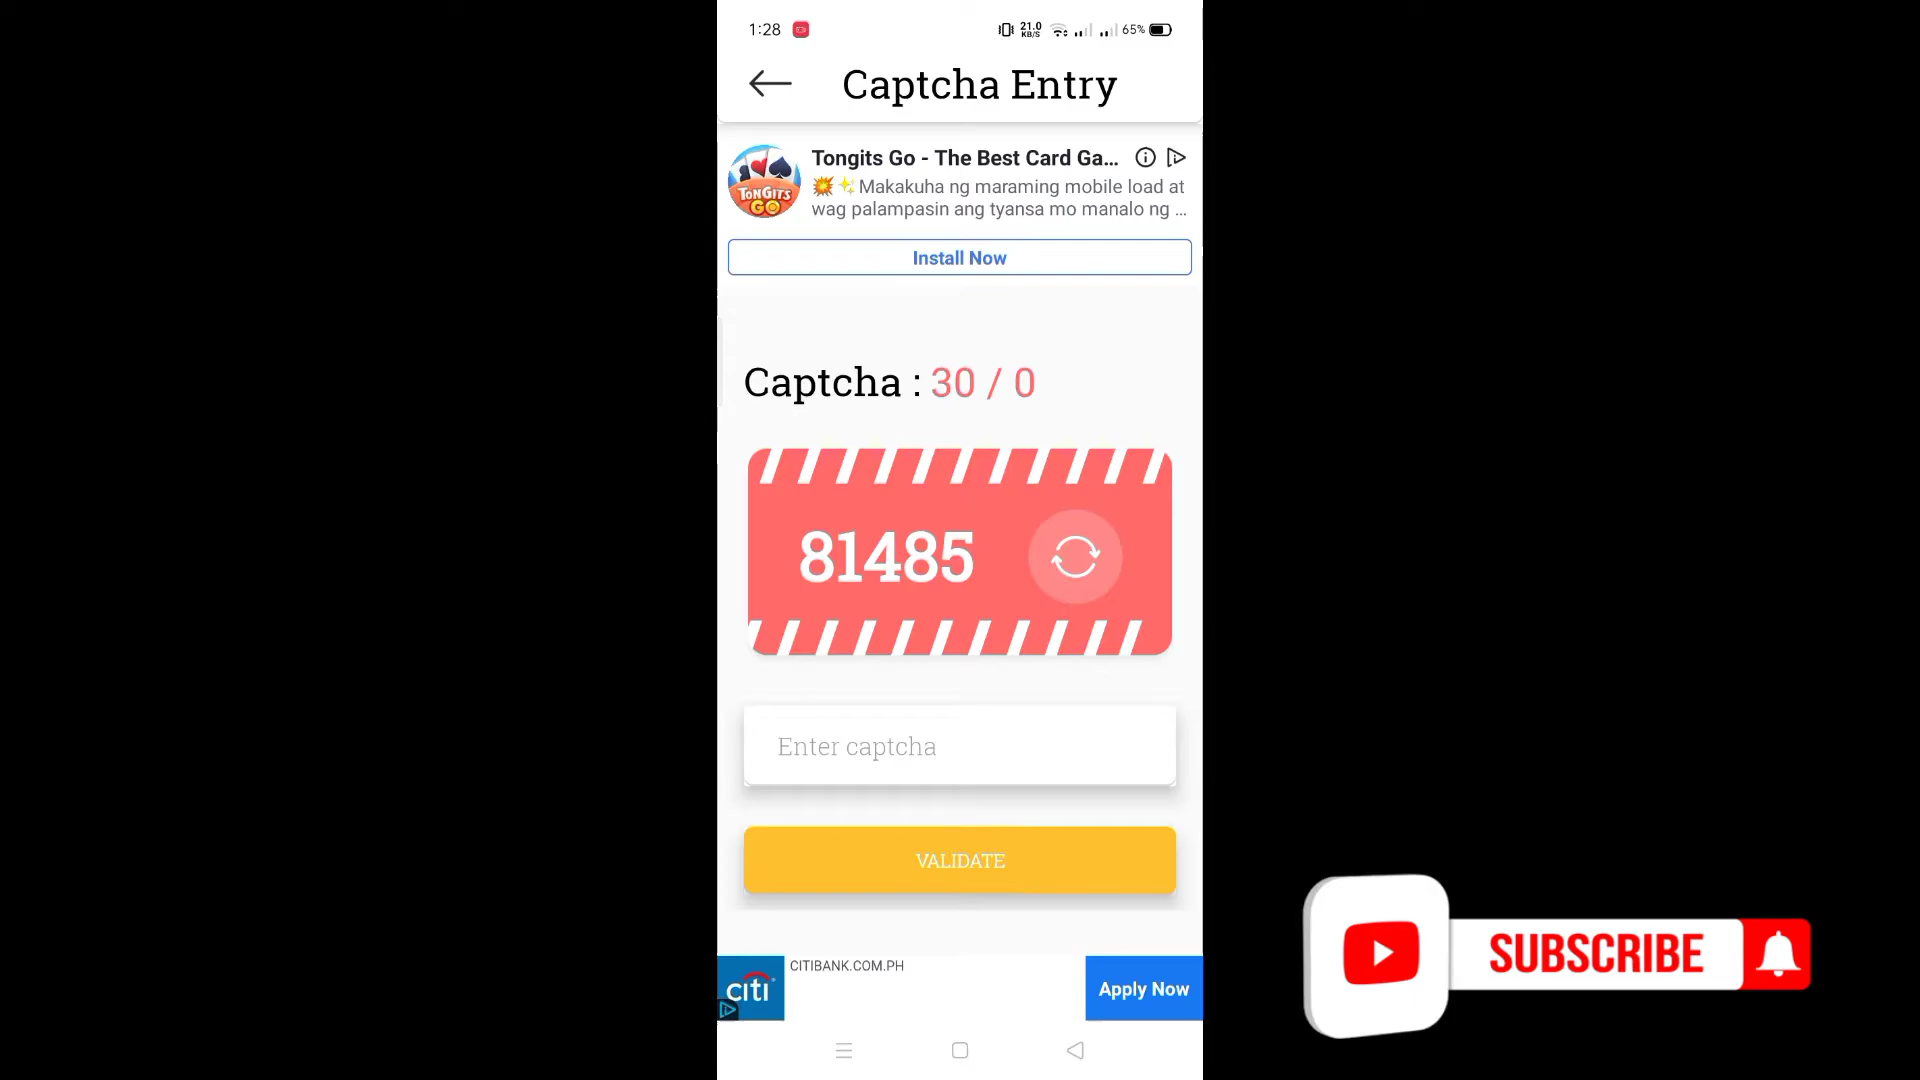 1:28
21.0
KB/S
65%
Captcha Entry
Tongits Go - The Best Card Ga...
💥✨Makakuha ng maraming mobile load at
wag palampasin ang tyansa mo manalo ng ...
TONGITS
GO
Install Now
Captcha : 30 / 0
81485
Enter captcha
VALIDATE
citi
CITIBANK.COM.PH
Apply Now
SUBSCRIBE